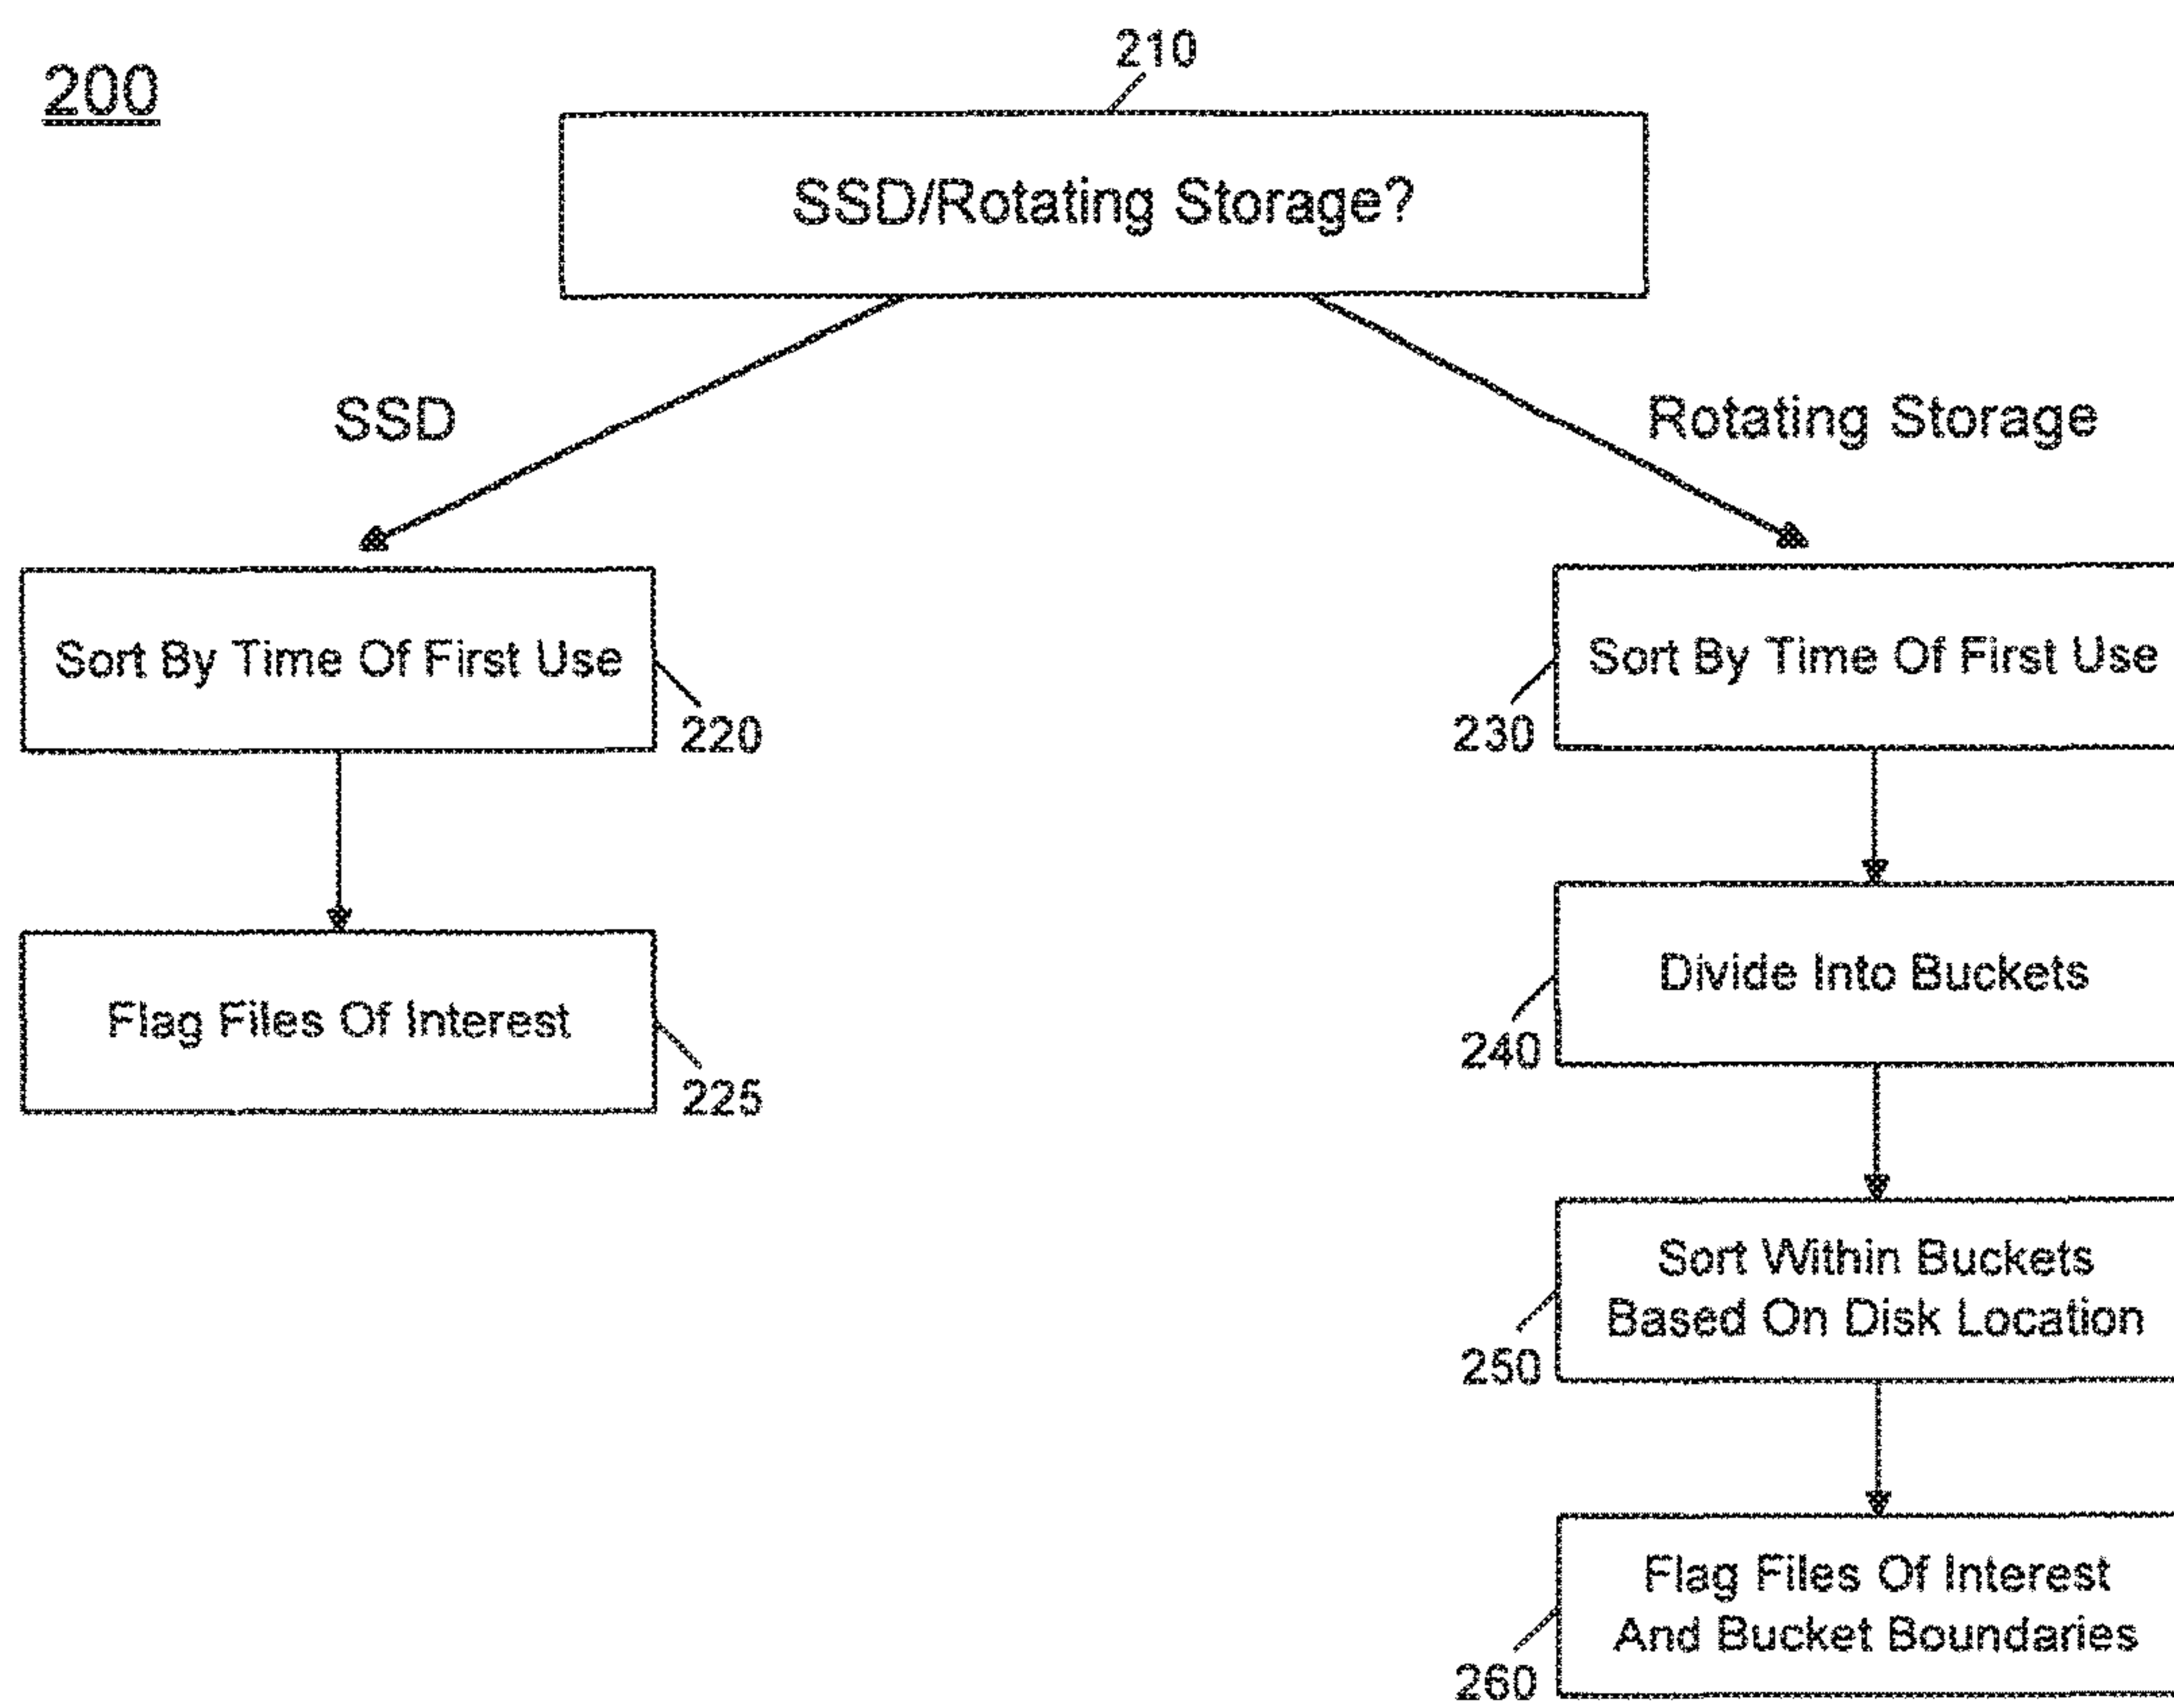 200
210
SSD/Rotating Storage?
SSD
Rotating Storage
Sort By Time Of First Use
220
230
Sort By Time Of First Use
Flag Files Of Interest
225
Divide Into Buckets
240
Sort Within Buckets
Based On Disk Location
250
Flag Files Of Interest
And Bucket Boundaries
260